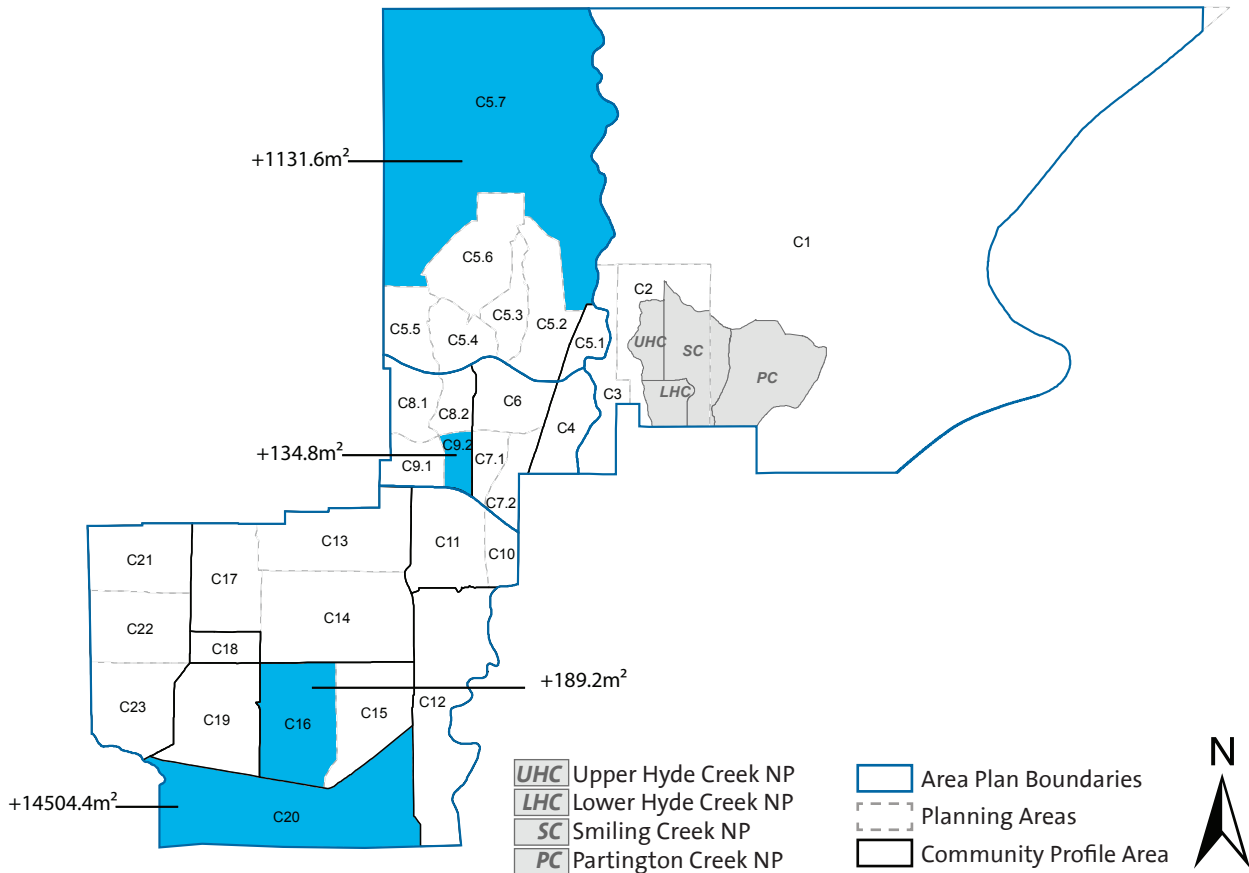 C5.7
+1131.6m²
C1
C5.6
C2
C5.3
C5.2
C5.5
C5.4
C5.1
UHC
SC
PC
LHC
C3
C8.1
C8.2
C6
C4
C9.2
+134.8m²
C9.1
C7.1
C7.2
C13
C11
C10
C21
C17
C22
C14
C18
+189.2m²
C23
C19
C16
C15
C12
+14504.4m²
C20
UHC Upper Hyde Creek NP
LHC Lower Hyde Creek NP
SC Smiling Creek NP
PC Partington Creek NP
Area Plan Boundaries
Planning Areas
Community Profile Area
N